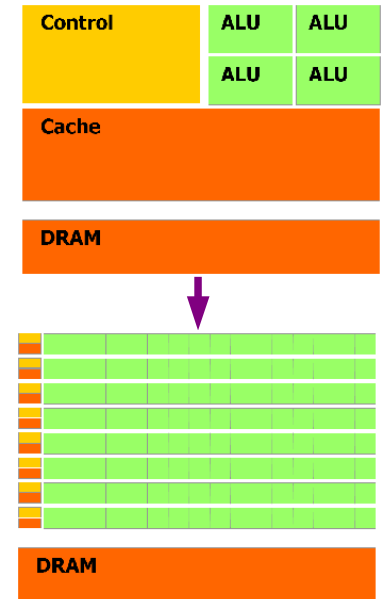 Control
ALU ALU
ALU ALU
Cache
DRAM
DRAM